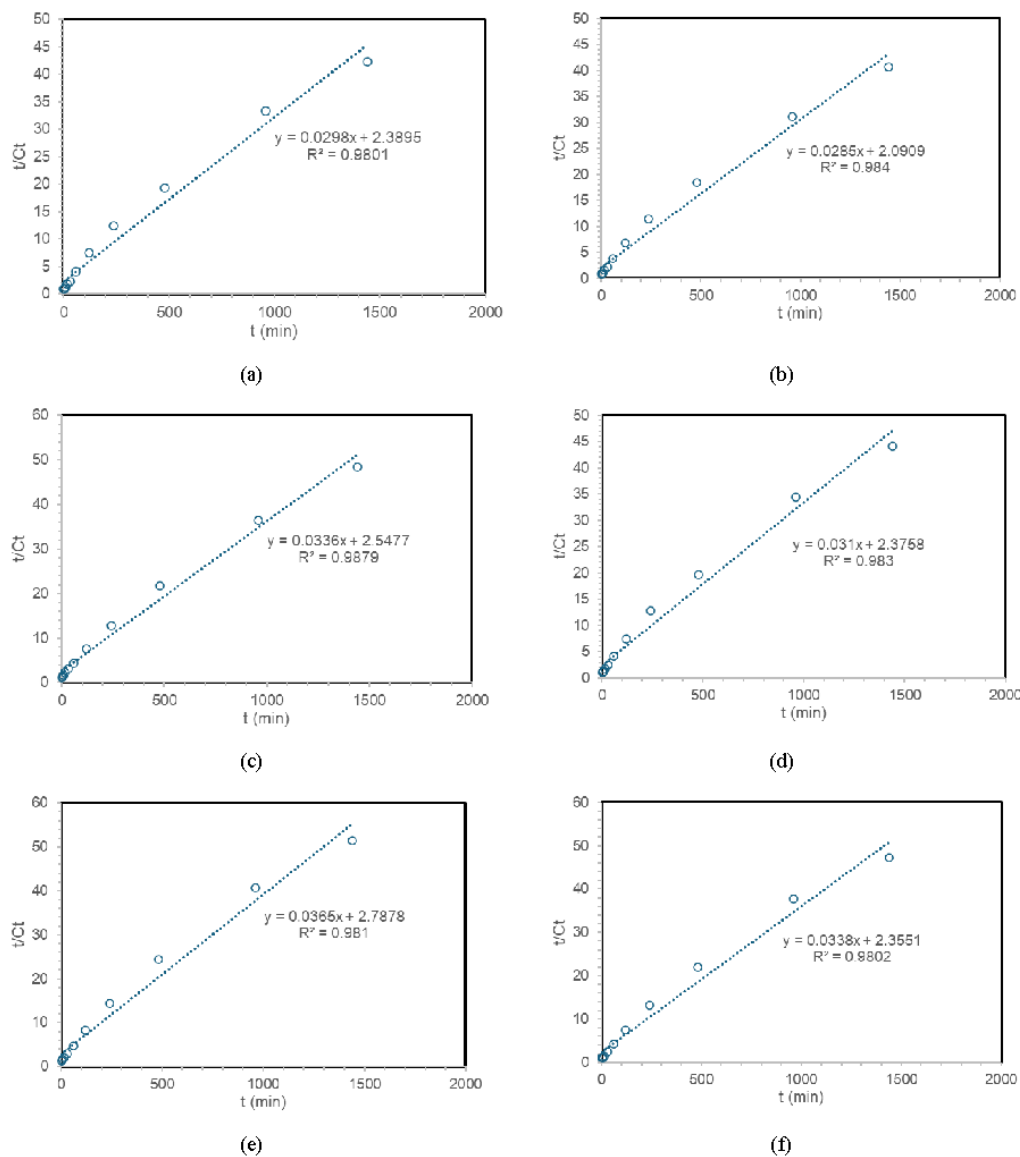 50
45
40
35
30
25
20
15
10
5
0
t/Ct
y = 0.0298x + 2.3895
R² = 0.9801
0 500 1000 1500 2000
t (min)
(a)
50
45
40
35
30
25
20
15
10
5
0
t/Ct
y = 0.0285x + 2.0909
R² = 0.984
0 500 1000 1500 2000
t (min)
(b)
60
50
40
30
20
10
0
t/Ct
y = 0.0336x + 2.5477
R² = 0.9879
0 500 1000 1500 2000
t (min)
(c)
50
45
40
35
30
25
20
15
10
5
0
t/Ct
y = 0.031x + 2.3758
R² = 0.983
0 500 1000 1500 2000
t (min)
(d)
60
50
40
30
20
10
0
t/Ct
y = 0.0365x + 2.7878
R² = 0.981
0 500 1000 1500 2000
t (min)
(e)
60
50
40
30
20
10
0
t/Ct
y = 0.0338x + 2.3551
R² = 0.9802
0 500 1000 1500 2000
t (min)
(f)